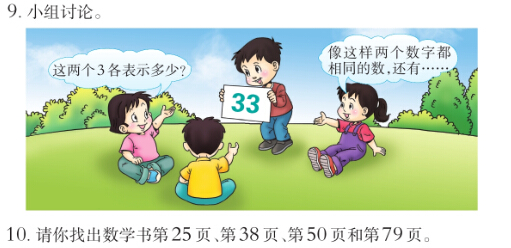 9. 小组讨论。
这两个3各表示多少?
像这样两个数字都
相同的数,还有……
33
10. 请你找出数学书第25页、第38页、第50页和第79页。